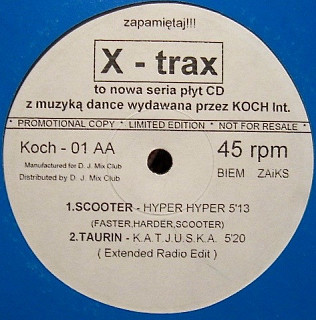 zapamiętaj!!!
X - trax
to nowa seria płyt CD
z muzyką dance wydawana przez KOCH Int.
* PROMOTIONAL COPY * LIMITED EDITION * NOT FOR RESALE *
Koch - 01 AA 45 rpm
Manufactured for D. J. Mix Club
Distributed by D. J. Mix Club BIEM ZAiKS
1.SCOOTER - HYPER HYPER 5'13
(FASTER,HARDER,SCOOTER)
2.TAURIN - K.A.T.J.U.S.K.A. 5'20
( Extended Radio Edit )